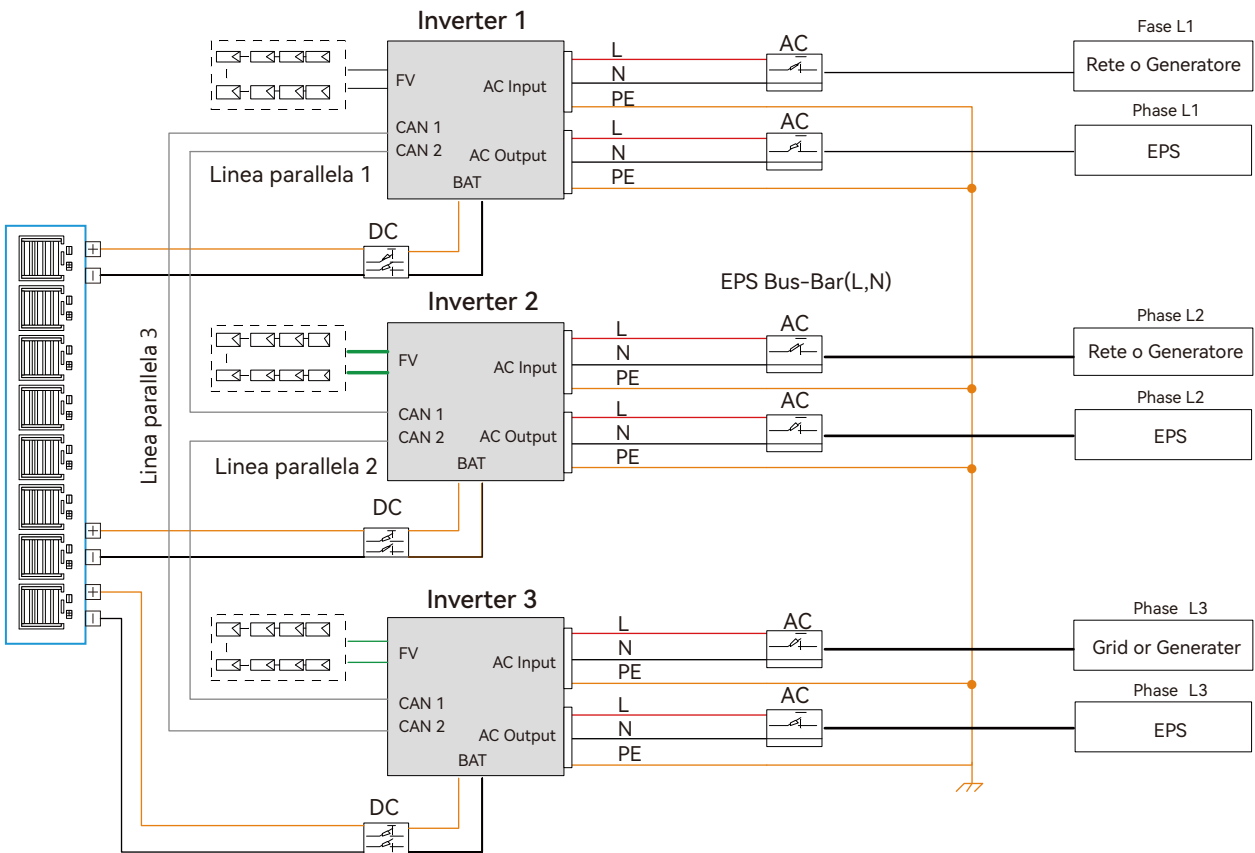 Inverter 1
FV
AC Input
CAN 1
CAN 2
AC Output
BAT
L
N
PE
L
N
PE
AC
AC
Fase L1
Rete o Generatore
Phase L1
EPS
Linea parallela 1
DC
+
-
EPS Bus-Bar(L,N)
Linea parallela 3
Inverter 2
FV
AC Input
CAN 1
CAN 2
AC Output
BAT
L
N
PE
L
N
PE
AC
AC
Phase L2
Rete o Generatore
Phase L2
EPS
Linea parallela 2
DC
+
-
+
-
Inverter 3
FV
AC Input
CAN 1
CAN 2
AC Output
BAT
L
N
PE
L
N
PE
AC
AC
Phase L3
Grid or Generater
Phase L3
EPS
DC